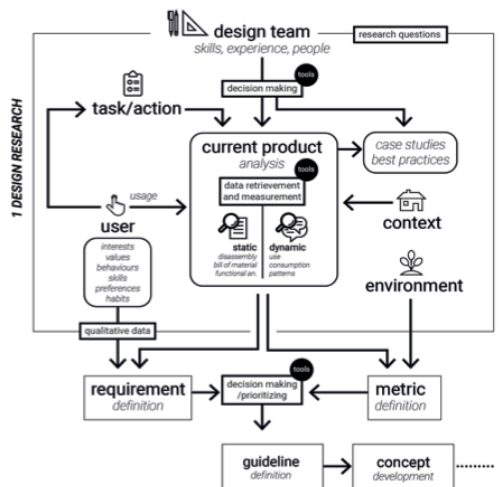 design team
skills, experience, people
research questions
tools
decision making
1 DESIGN RESEARCH
task/action
current product
analysis
tools
data retrievement
and measurement
case studies
best practices
usage
user
interests
values
behaviours
skills
preferences
habits
static
disassembly
bill of material
functional an.
dynamic
use
consumption
patterns
context
environment
qualitative data
requirement
definition
tools
decision making
/prioritizing
metric
definition
guideline
definition
concept
development